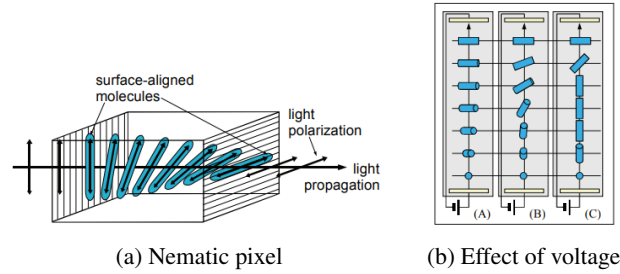 surface-aligned
molecules
light
polarization
light
propagation
(a) Nematic pixel
(A)
(B)
(C)
(b) Effect of voltage